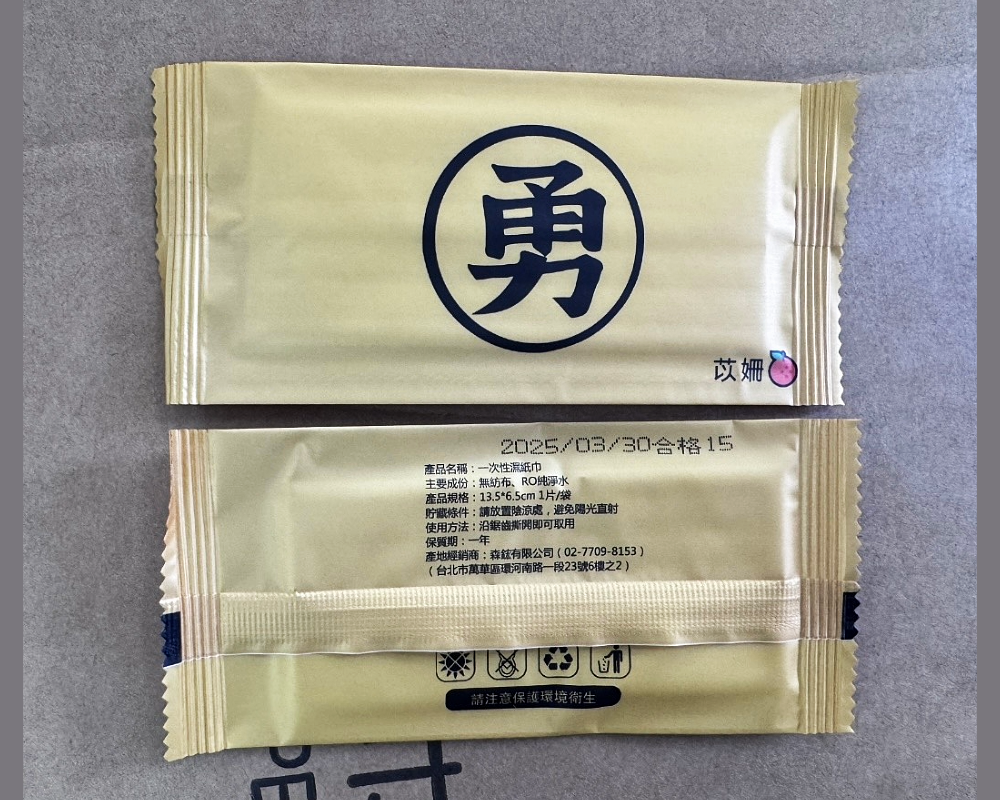 勇
苡姍
2025/03/30合格15
產品名稱：一次性濕紙巾
主要成份：無紡布、RO純淨水
產品規格：13.5*6.5cm 1片/袋
貯藏條件：請放置陰涼處，避免陽光直射
使用方法：沿鋸齒撕開即可取用
保質期：一年
產地經銷商：森鋐有限公司（02-7709-8153）
（台北市萬華區環河南路一段23號6樓之2）
請注意保護環境衛生